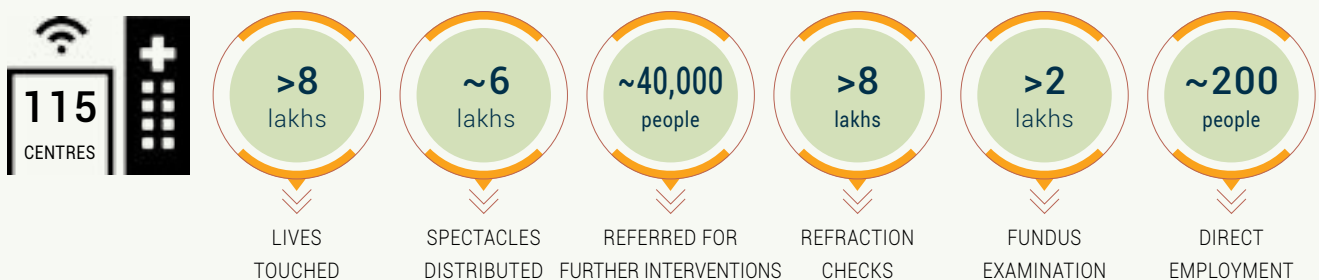 115
CENTRES
>8
lakhs
LIVES
TOUCHED
~6
lakhs
SPECTACLES
DISTRIBUTED
~40,000
people
REFERRED FOR
FURTHER INTERVENTIONS
>8
lakhs
REFRACTION
CHECKS
>2
lakhs
FUNDUS
EXAMINATION
~200
people
DIRECT
EMPLOYMENT